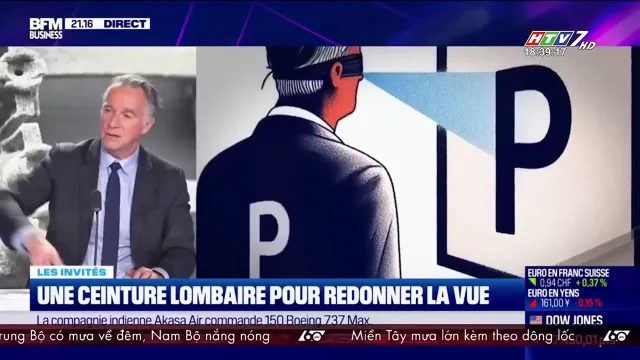 BFM
BUSINESS
21.16 DIRECT
HTV7 HD
18:39:17
P
P
LES INVITÉS
UNE CEINTURE LOMBAIRE POUR REDONNER LA VUE
La compagnie indienne Akasa Air commande 150 Boeing 737 Max
EURO EN FRANC SUISSE
0,94 CHF +0,37 %
EURO EN YENS
161,00 ¥ -0,15 %
DOW JONES
rung Bộ có mưa về đêm, Nam Bộ nắng nóng 60 Miền Tây mưa lớn kèm theo dông lốc 60